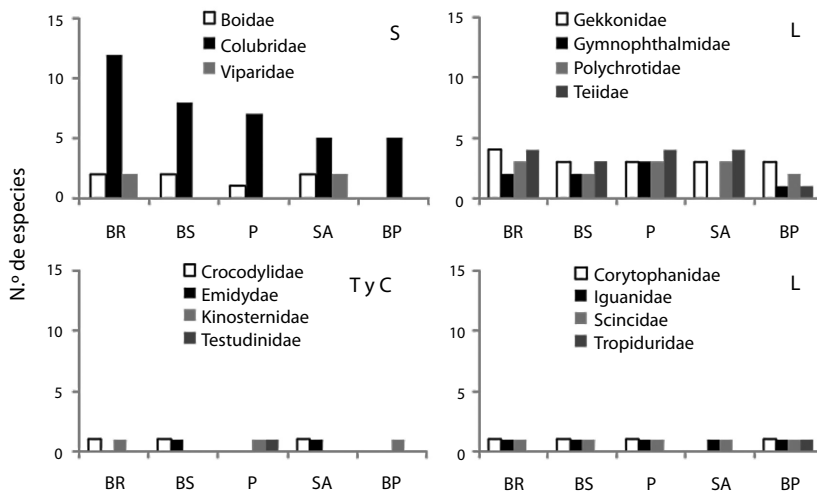 N.º de especies
15
10
5
0
Boidae
Colubridae
Viparidae
S
BR BS P SA BP
15
10
5
0
Gekkonidae
Gymnophthalmidae
Polychrotidae
Teiidae
L
BR BS P SA BP
15
10
5
0
Crocodylidae
Emidydae
Kinosternidae
Testudinidae
T y C
BR BS P SA BP
15
10
5
0
Corytophanidae
Iguanidae
Scincidae
Tropiduridae
L
BR BS P SA BP